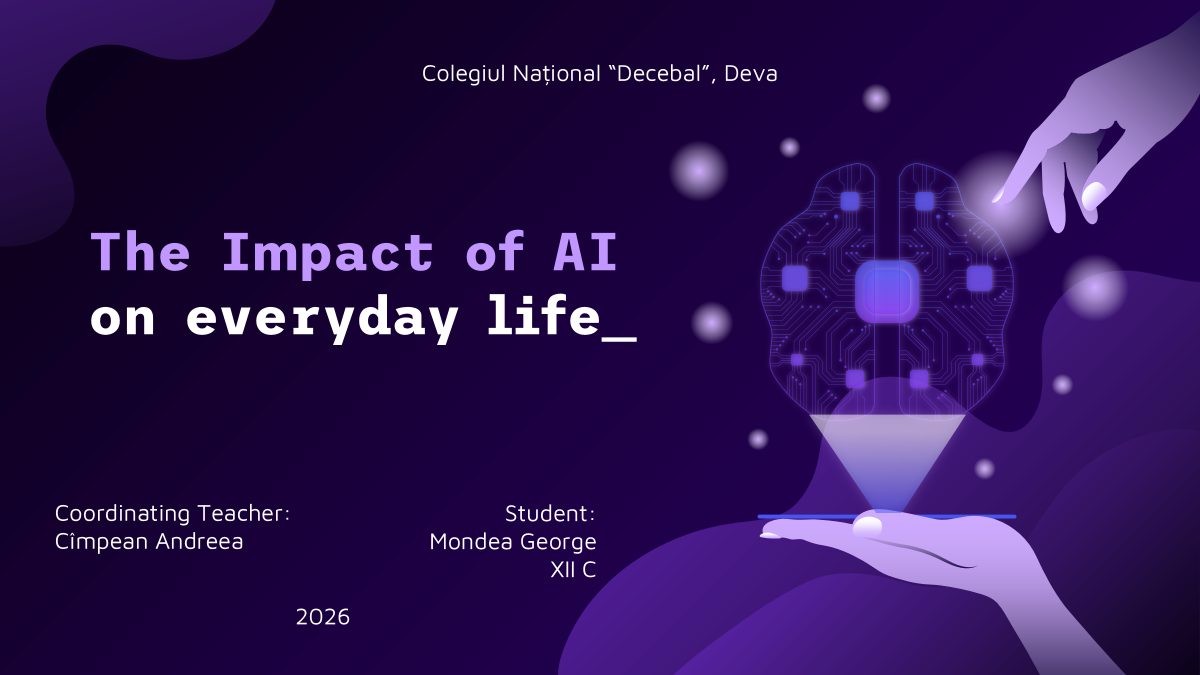 Colegiul Național “Decebal”, Deva
The Impact of AI
on everyday life_
Coordinating Teacher:
Cîmpean Andreea
Student:
Mondea George
XII C
2026